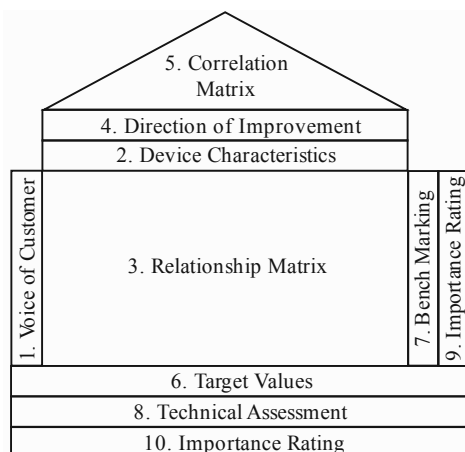 5. Correlation
Matrix
4. Direction of Improvement
2. Device Characteristics
1. Voice of Customer
3. Relationship Matrix
7. Bench Marking
9. Importance Rating
6. Target Values
8. Technical Assessment
10. Importance Rating